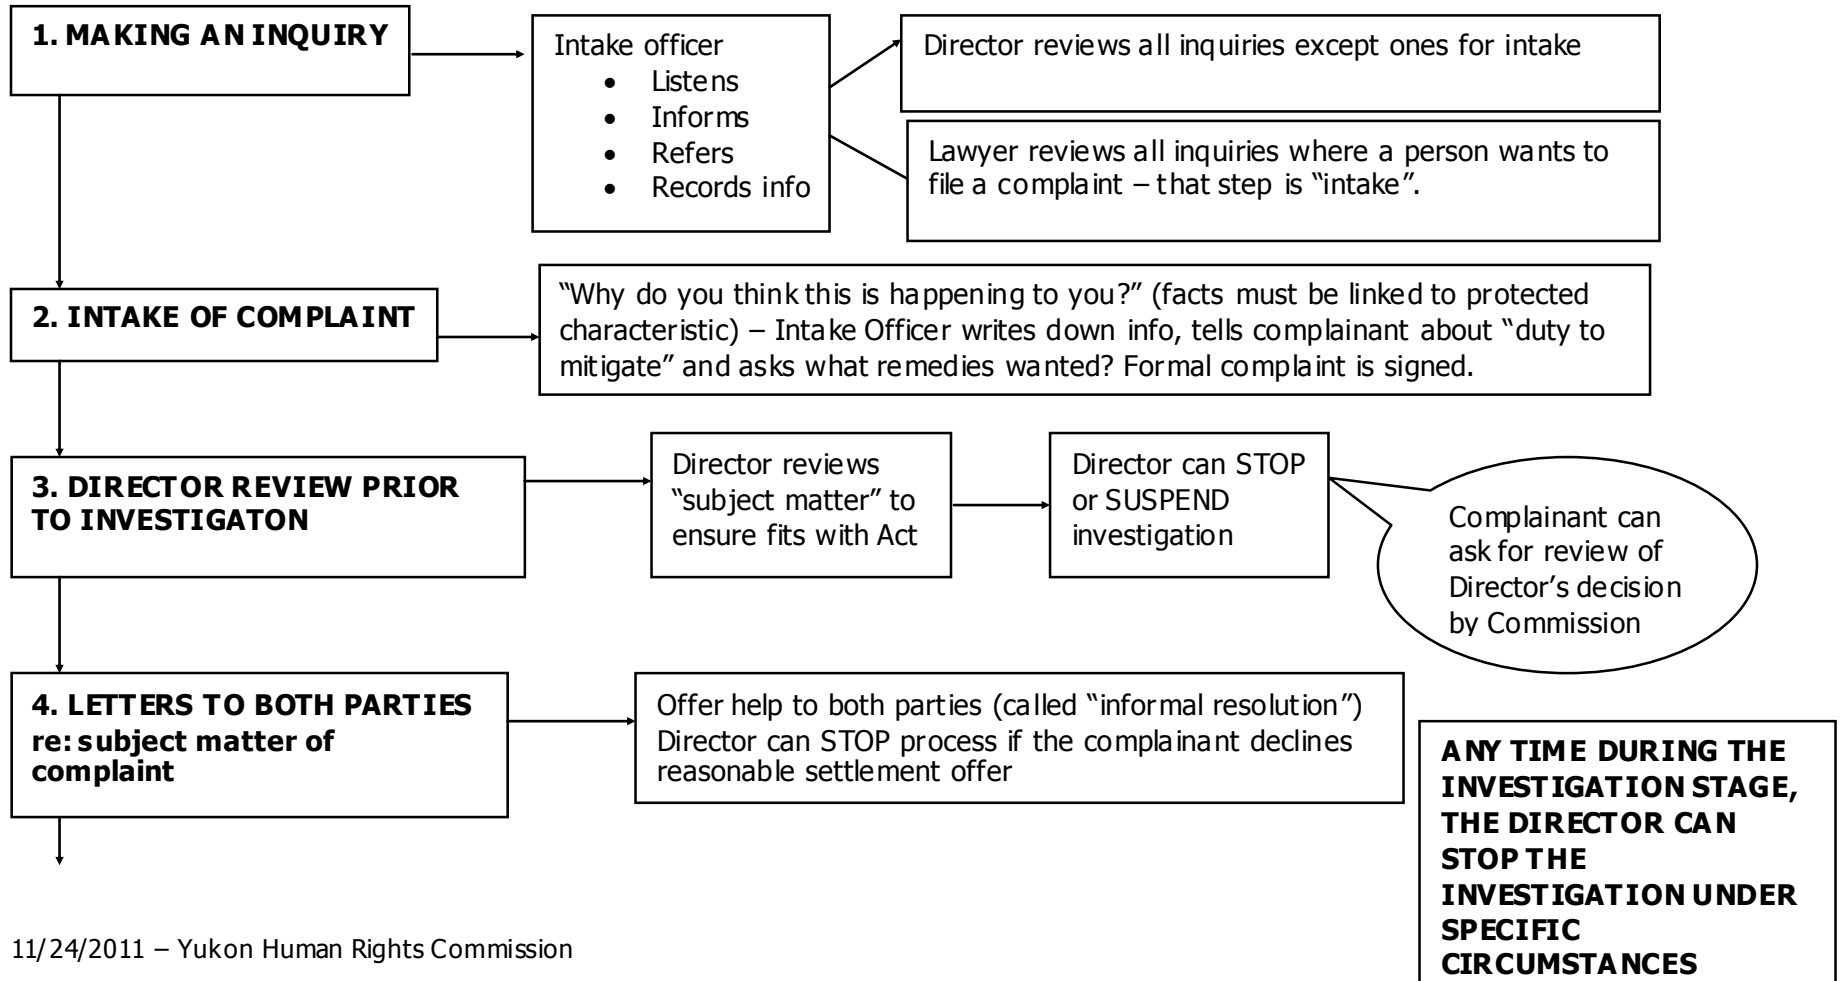 1. MAKING AN INQUIRY
Intake officer
• Listens
• Informs
• Refers
• Records info
Director reviews all inquiries except ones for intake
Lawyer reviews all inquiries where a person wants to
file a complaint – that step is “intake”.
2. INTAKE OF COMPLAINT
“Why do you think this is happening to you?” (facts must be linked to protected
characteristic) – Intake Officer writes down info, tells complainant about “duty to
mitigate” and asks what remedies wanted? Formal complaint is signed.
3. DIRECTOR REVIEW PRIOR
TO INVESTIGATON
Director reviews
“subject matter” to
ensure fits with Act
Director can STOP
or SUSPEND
investigation
Complainant can
ask for review of
Director’s decision
by Commission
4. LETTERS TO BOTH PARTIES
re: subject matter of
complaint
Offer help to both parties (called “informal resolution”)
Director can STOP process if the complainant declines
reasonable settlement offer
ANY TIME DURING THE
INVESTIGATION STAGE,
THE DIRECTOR CAN
STOP THE
INVESTIGATION UNDER
SPECIFIC
CIRCUMSTANCES
11/24/2011 – Yukon Human Rights Commission